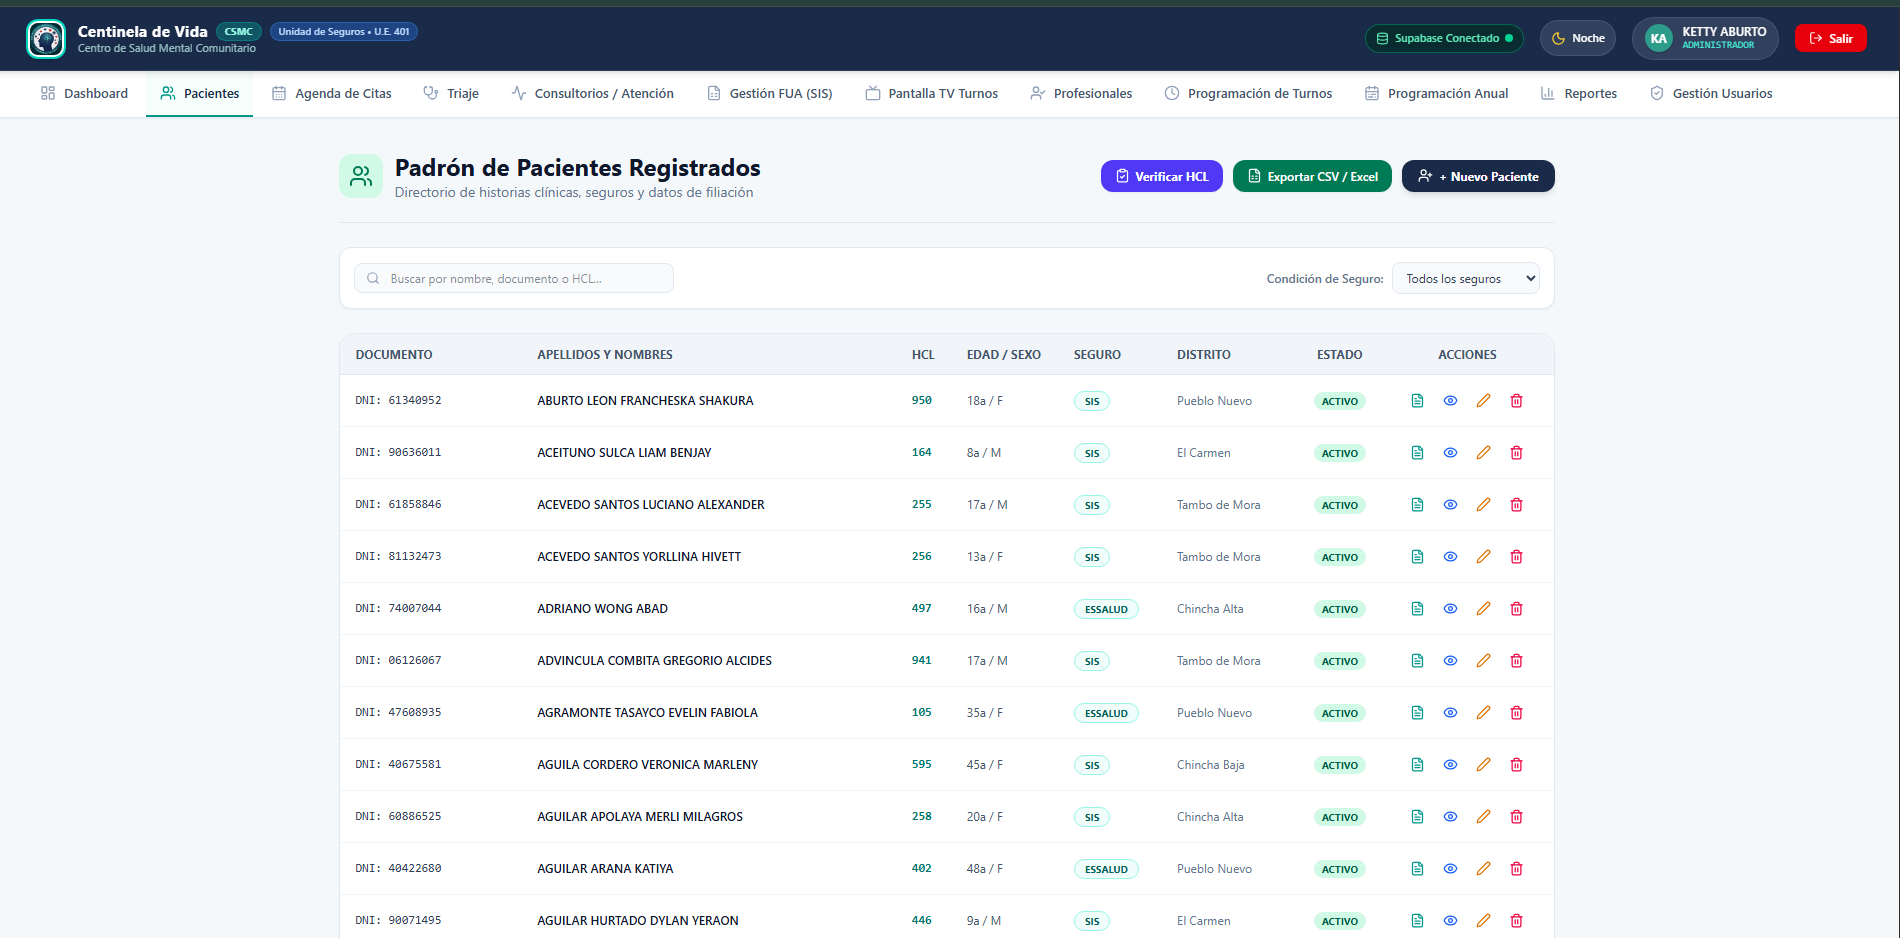 Centinela de Vida CSMC Unidad de Seguros • U.E. 401
Centro de Salud Mental Comunitario
Supabase Conectado
Noche
KA KETTY ABURTO
ADMINISTRADOR
Salir
Dashboard Pacientes Agenda de Citas Triaje Consultorios / Atención Gestión FUA (SIS) Pantalla TV Turnos Profesionales Programación de Turnos Programación Anual Reportes Gestión Usuarios
Padrón de Pacientes Registrados
Directorio de historias clínicas, seguros y datos de filiación
Verificar HCL Exportar CSV / Excel + Nuevo Paciente
Buscar por nombre, documento o HCL... Condición de Seguro: Todos los seguros
DOCUMENTO APELLIDOS Y NOMBRES HCL EDAD / SEXO SEGURO DISTRITO ESTADO ACCIONES
DNI: 61340952 ABURTO LEON FRANCHESKA SHAKURA 950 18a / F SIS Pueblo Nuevo ACTIVO
DNI: 90636011 ACEITUNO SULCA LIAM BENJAY 164 8a / M SIS El Carmen ACTIVO
DNI: 61858846 ACEVEDO SANTOS LUCIANO ALEXANDER 255 17a / M SIS Tambo de Mora ACTIVO
DNI: 81132473 ACEVEDO SANTOS YORLLINA HIVETT 256 13a / F SIS Tambo de Mora ACTIVO
DNI: 74007044 ADRIANO WONG ABAD 497 16a / M ESSALUD Chincha Alta ACTIVO
DNI: 06126067 ADVINCULA COMBITA GREGORIO ALCIDES 941 17a / M SIS Tambo de Mora ACTIVO
DNI: 47608935 AGRAMONTE TASAYCO EVELIN FABIOLA 105 35a / F ESSALUD Pueblo Nuevo ACTIVO
DNI: 40675581 AGUILA CORDERO VERONICA MARLENY 595 45a / F SIS Chincha Baja ACTIVO
DNI: 60886525 AGUILAR APOLAYA MERLI MILAGROS 258 20a / F SIS Chincha Alta ACTIVO
DNI: 40422680 AGUILAR ARANA KATIYA 402 48a / F ESSALUD Pueblo Nuevo ACTIVO
DNI: 90071495 AGUILAR HURTADO DYLAN YERAON 446 9a / M SIS El Carmen ACTIVO